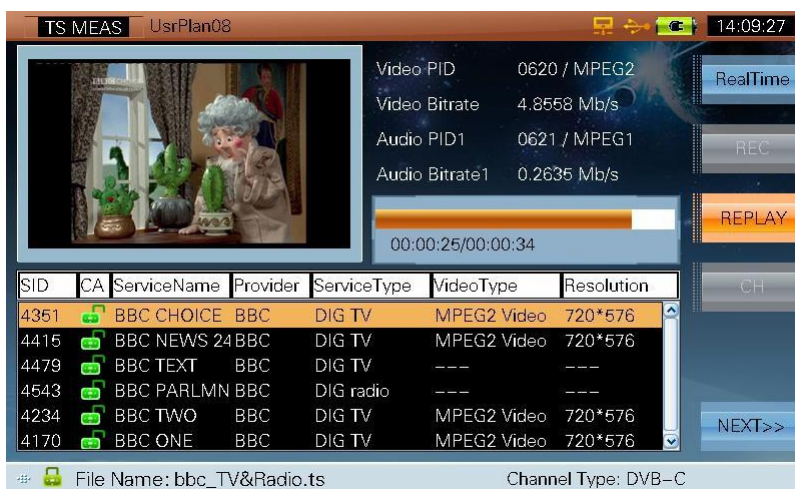 TS MEAS UsrPlan08 14:09:27
Video PID 0620 / MPEG2
Video Bitrate 4.8558 Mb/s
Audio PID1 0621 / MPEG1
Audio Bitrate1 0.2635 Mb/s
00:00:25/00:00:34
RealTime
REC
REPLAY
CH
NEXT>>
SID CA ServiceName Provider ServiceType VideoType Resolution
4351 BBC CHOICE BBC DIG TV MPEG2 Video 720*576
4415 BBC NEWS 24 BBC DIG TV MPEG2 Video 720*576
4479 BBC TEXT BBC DIG TV --- ---
4543 BBC PARLMN BBC DIG radio --- ---
4234 BBC TWO BBC DIG TV MPEG2 Video 720*576
4170 BBC ONE BBC DIG TV MPEG2 Video 720*576
File Name: bbc_TV&Radio.ts Channel Type: DVB-C